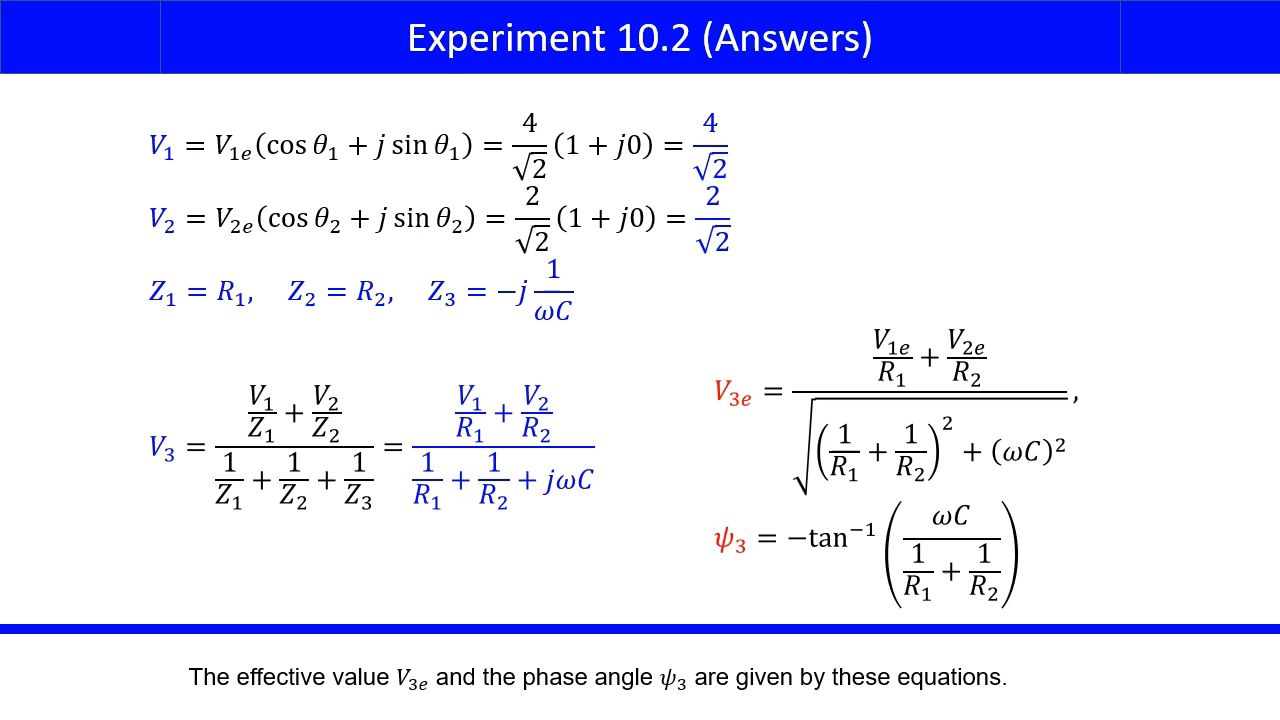 Experiment 10.2 (Answers)
V₁ = V₁ₑ(cos θ₁ + j sin θ₁) = 4/√2 (1 + j0) = 4/√2
V₂ = V₂ₑ(cos θ₂ + j sin θ₂) = 2/√2 (1 + j0) = 2/√2
Z₁ = R₁, Z₂ = R₂, Z₃ = −j 1/ωC
V₃ = (V₁/Z₁ + V₂/Z₂)/(1/Z₁ + 1/Z₂ + 1/Z₃) = (V₁/R₁ + V₂/R₂)/(1/R₁ + 1/R₂ + jωC)
V₃ₑ = (V₁ₑ/R₁ + V₂ₑ/R₂)/√((1/R₁ + 1/R₂)² + (ωC)²),
ψ₃ = −tan⁻¹(ωC/(1/R₁ + 1/R₂))
The effective value V₃ₑ and the phase angle ψ₃ are given by these equations.